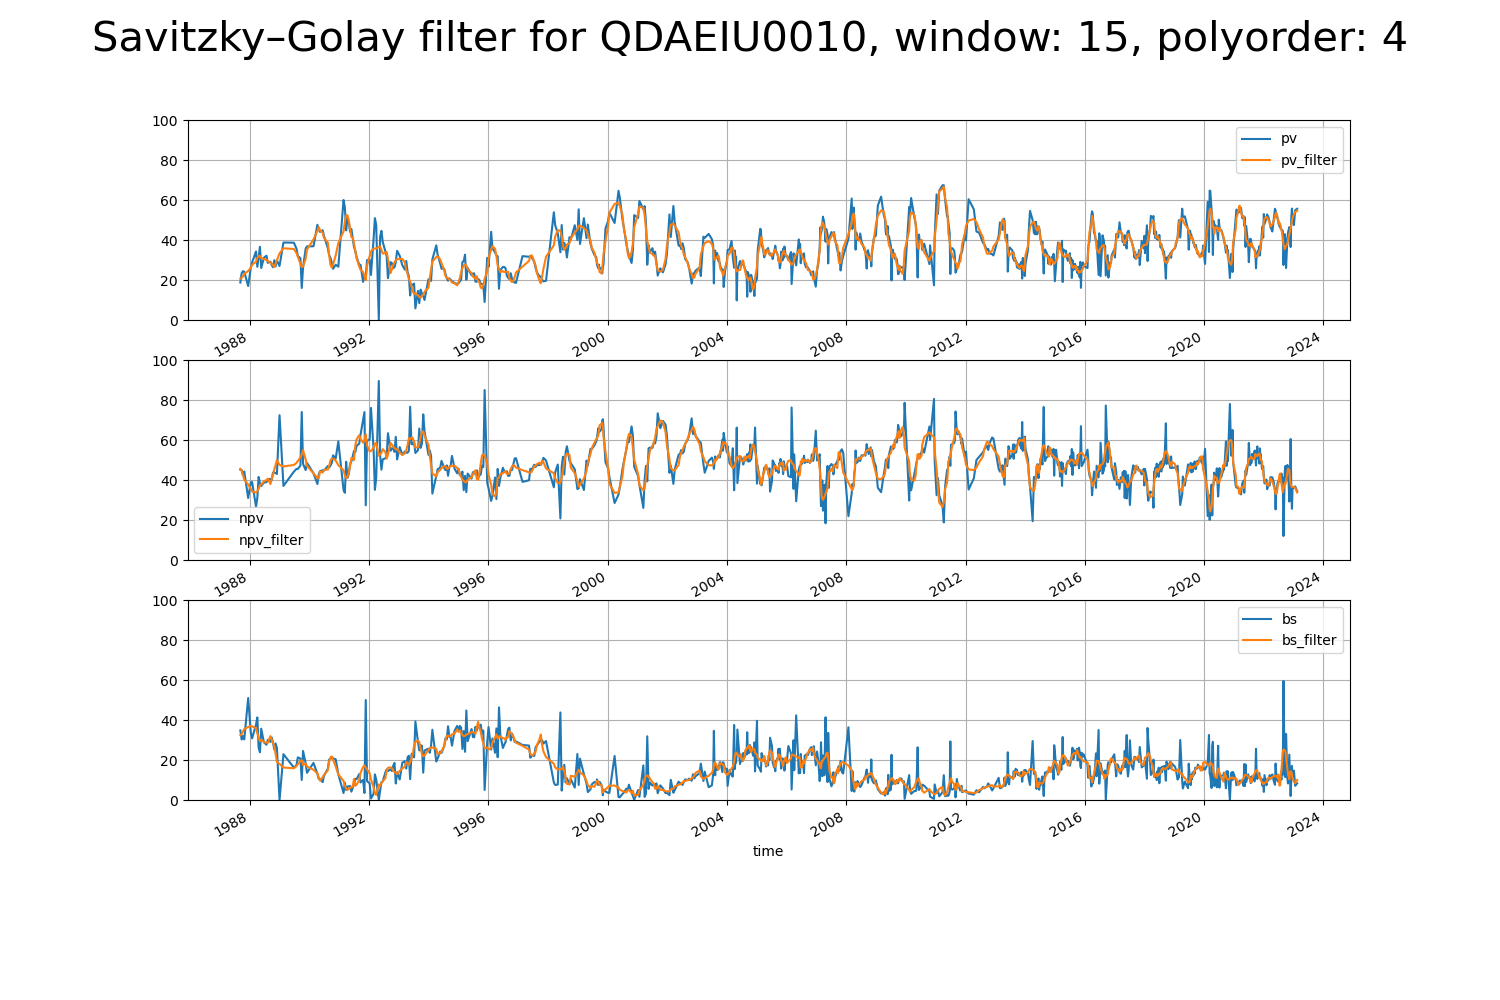 Savitzky–Golay filter for QDAEIU0010, window: 15, polyorder: 4
100
80
60
40
20
0
pv
pv_filter
1988 1992 1996 2000 2004 2008 2012 2016 2020 2024
100
80
60
40
20
0
npv
npv_filter
1988 1992 1996 2000 2004 2008 2012 2016 2020 2024
100
80
60
40
20
0
bs
bs_filter
1988 1992 1996 2000 2004 2008 2012 2016 2020 2024
time